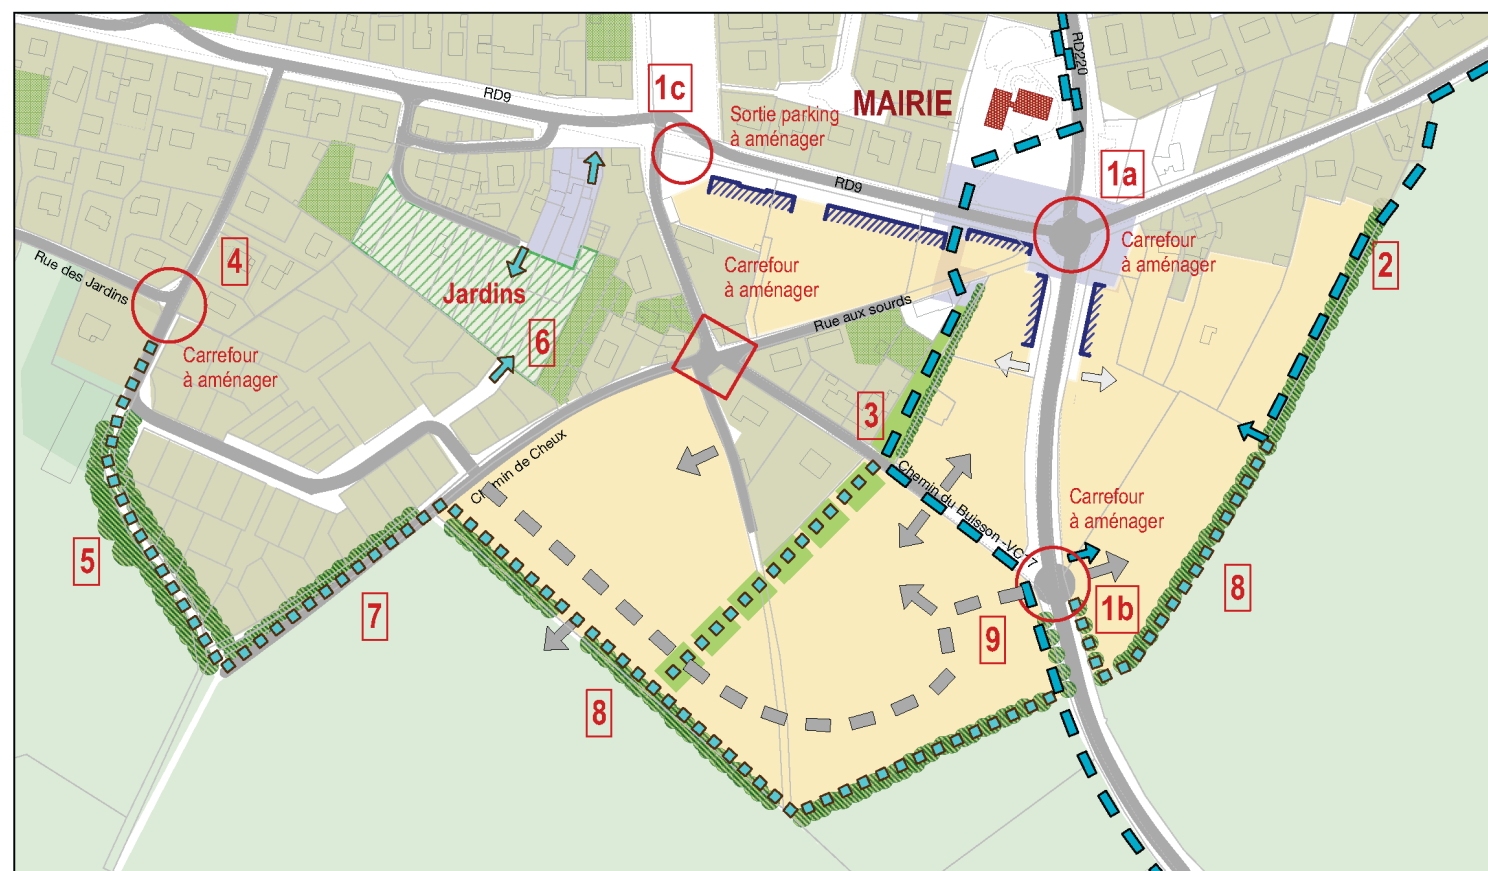 RD220
1c
RD9
Sortie parking
à aménager
MAIRIE
1a
RD9
Carrefour
à aménager
2
4
Rue des Jardins
Carrefour
à aménager
Jardins
Rue aux sourds
6
Carrefour
à aménager
3
Chemin de Cheux
Chemin du Buisson -VC17
Carrefour
à aménager
5
7
1b
8
9
8